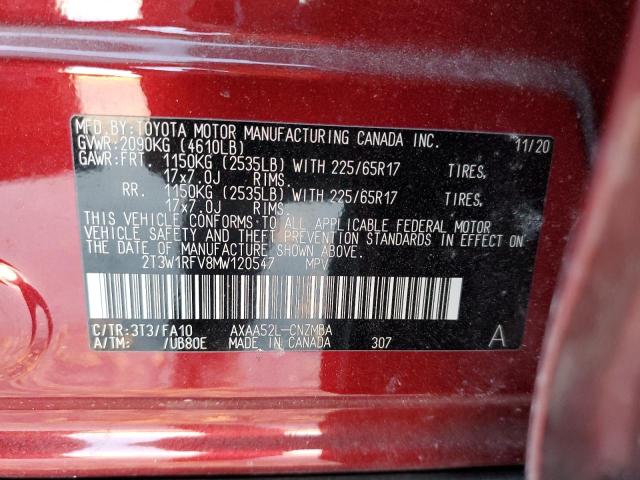 MFD. BY: TOYOTA MOTOR MANUFACTURING CANADA INC. 11/20
GVWR: 2090KG (4610LB)
GAWR: FRT. 1150KG (2535LB) WITH 225/65R17 TIRES,
17x7.0J RIMS.
RR. 1150KG (2535LB) WITH 225/65R17 TIRES,
17x7.0J RIMS.
THIS VEHICLE CONFORMS TO ALL APPLICABLE FEDERAL MOTOR
VEHICLE SAFETY AND THEFT PREVENTION STANDARDS IN EFFECT ON
THE DATE OF MANUFACTURE SHOWN ABOVE.
2T3W1RFV8MW120547 MPV
C/TR: 3T3/FA10 AXAA52L-CNZMBA
A/TM: /UB80E MADE IN CANADA 307 A